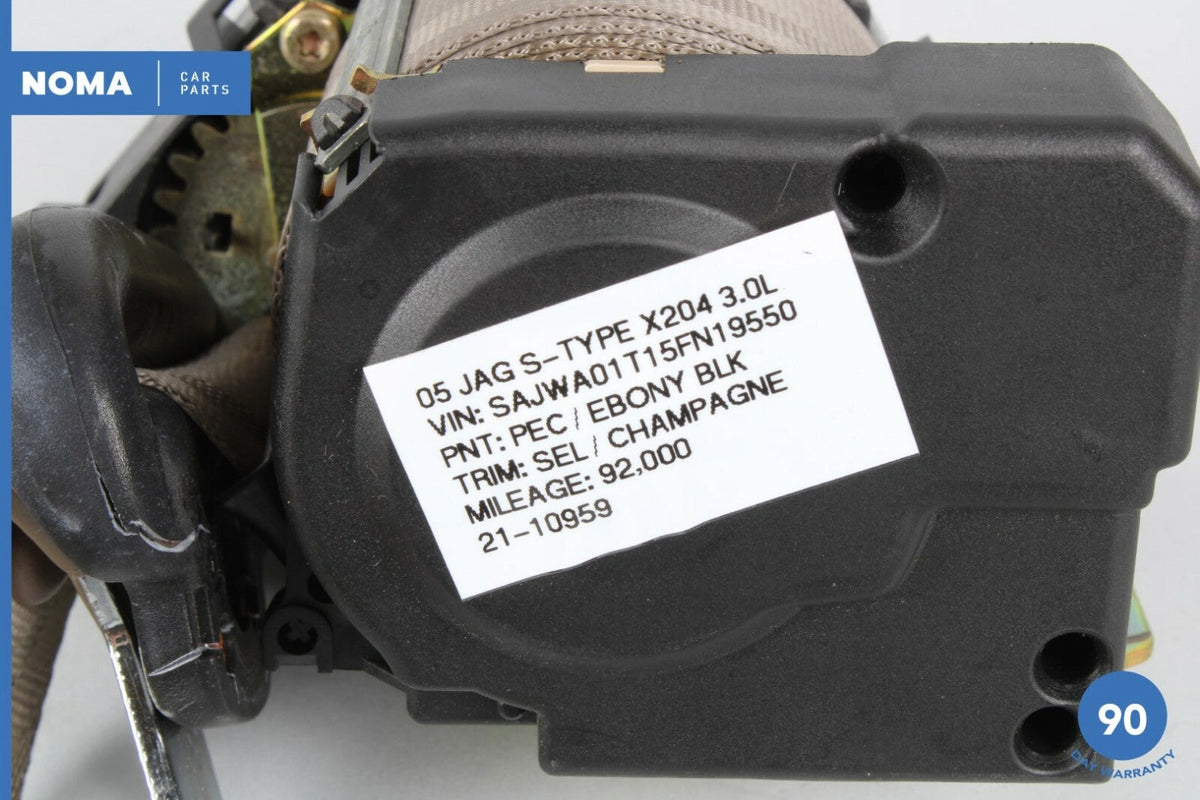 NOMA
CAR
PARTS
05 JAG S-TYPE X204 3.0L
VIN: SAJWA01T15FN19550
PNT: PEC / EBONY BLK
TRIM: SEL / CHAMPAGNE
MILEAGE: 92,000
21-10959
90
DAY WARRANTY